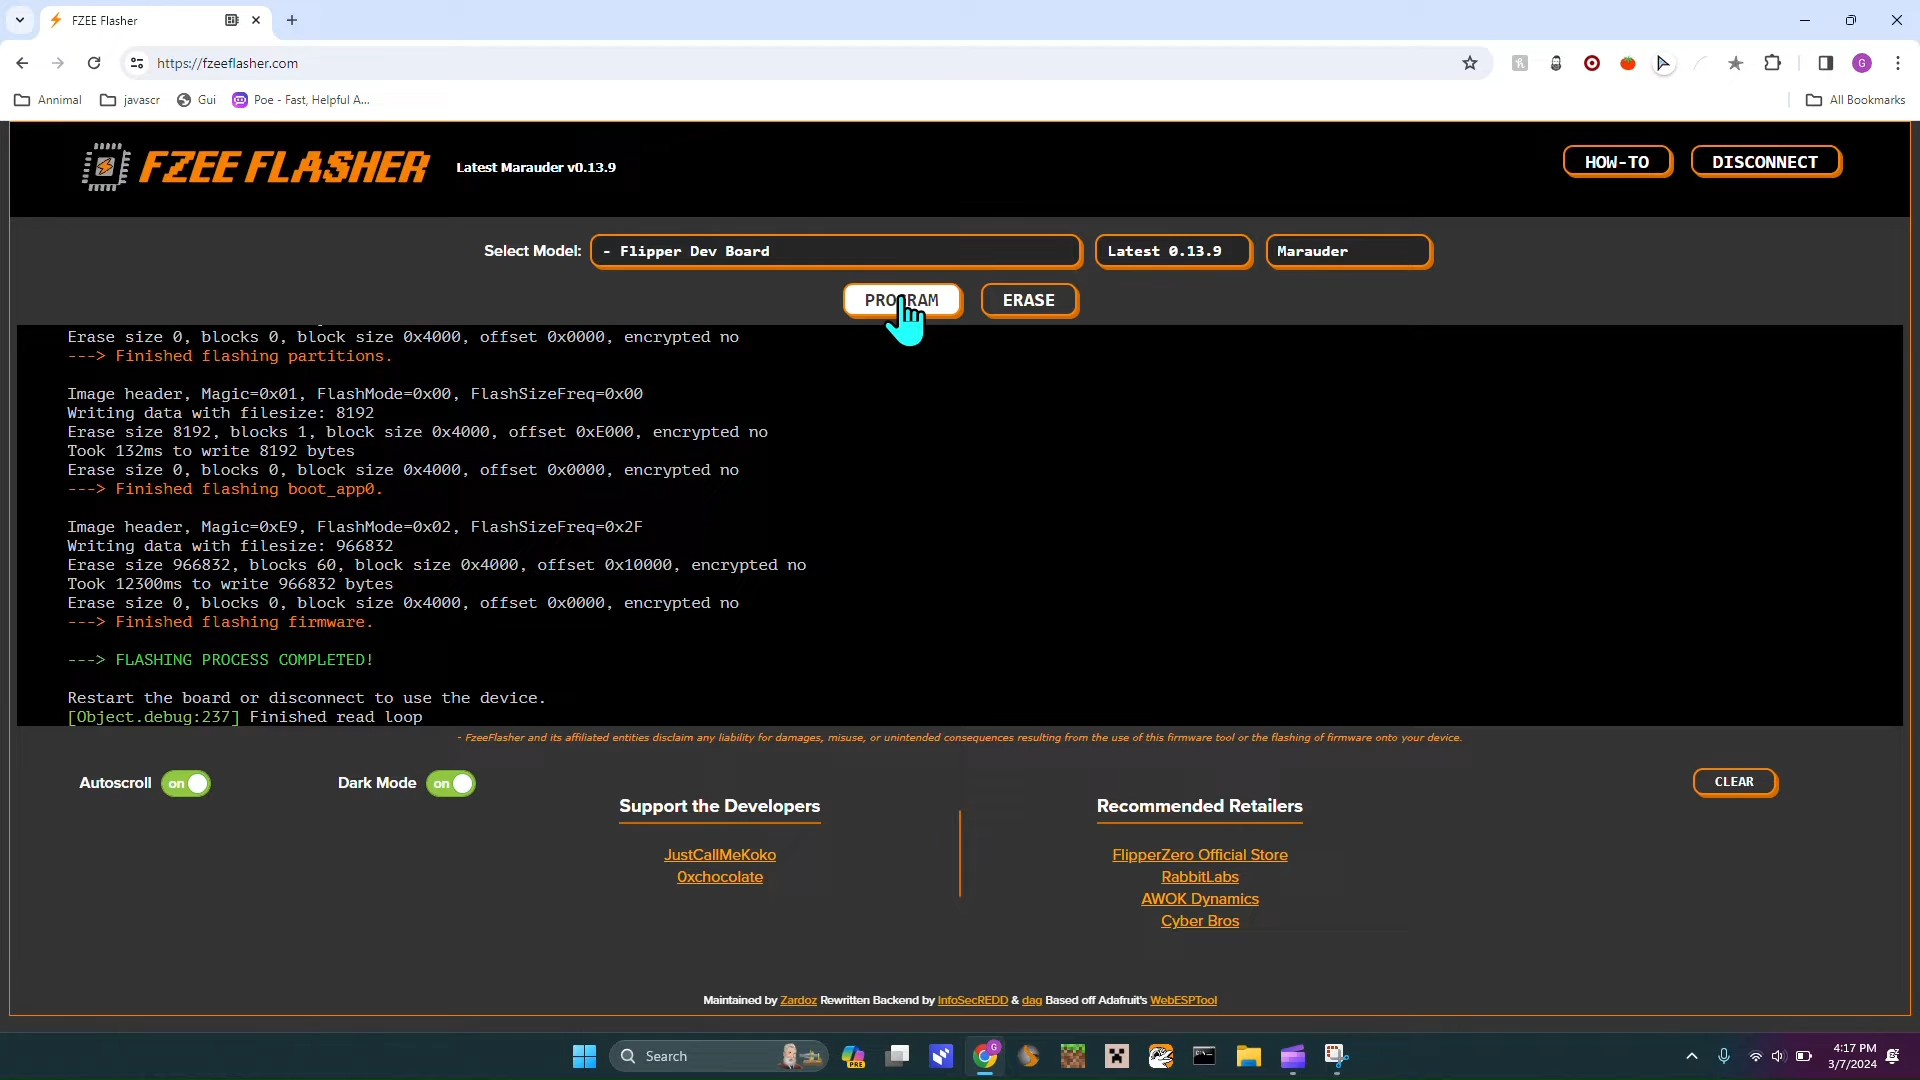 FZEE Flasher
https://fzeeflasher.com
G
Annimal
javascr
Gui
Poe - Fast, Helpful A...
All Bookmarks
FZEE FLASHER
Latest Marauder v0.13.9
HOW-TO
DISCONNECT
Select Model:
- Flipper Dev Board
Latest 0.13.9
Marauder
PROGRAM
ERASE
Erase size 0, blocks 0, block size 0x4000, offset 0x0000, encrypted no
---> Finished flashing partitions.
Image header, Magic=0x01, FlashMode=0x00, FlashSizeFreq=0x00
Writing data with filesize: 8192
Erase size 8192, blocks 1, block size 0x4000, offset 0xE000, encrypted no
Took 132ms to write 8192 bytes
Erase size 0, blocks 0, block size 0x4000, offset 0x0000, encrypted no
---> Finished flashing boot_app0.
Image header, Magic=0xE9, FlashMode=0x02, FlashSizeFreq=0x2F
Writing data with filesize: 966832
Erase size 966832, blocks 60, block size 0x4000, offset 0x10000, encrypted no
Took 12300ms to write 966832 bytes
Erase size 0, blocks 0, block size 0x4000, offset 0x0000, encrypted no
---> Finished flashing firmware.
---> FLASHING PROCESS COMPLETED!
Restart the board or disconnect to use the device.
[Object.debug:237] Finished read loop
- FzeeFlasher and its affiliated entities disclaim any liability for damages, misuse, or unintended consequences resulting from the use of this firmware tool or the flashing of firmware onto your device.
Autoscroll
on
Dark Mode
on
CLEAR
Support the Developers
JustCallMeKoko
0xchocolate
Recommended Retailers
FlipperZero Official Store
RabbitLabs
AWOK Dynamics
Cyber Bros
Maintained by Zardoz Rewritten Backend by InfoSecREDD & dag Based off Adafruit's WebESPTool
Search
PRE
G
4:17 PM
3/7/2024